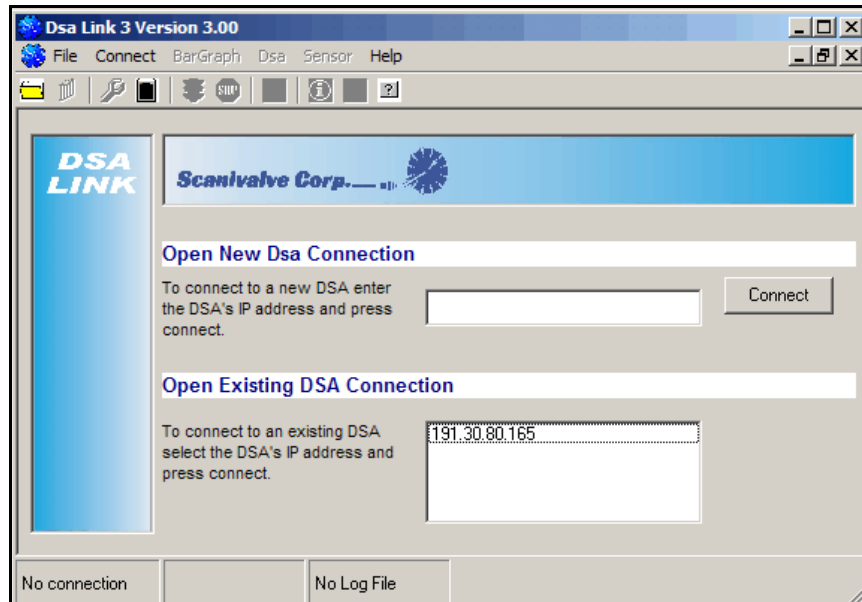 Dsa Link 3 Version 3.00
File Connect BarGraph Dsa Sensor Help
STOP
DSA
LINK
Scanivalve Corp.
Open New Dsa Connection
To connect to a new DSA enter
the DSA's IP address and press
connect.
Connect
Open Existing DSA Connection
To connect to an existing DSA
select the DSA's IP address and
press connect.
191.30.80.165
No connection
No Log File